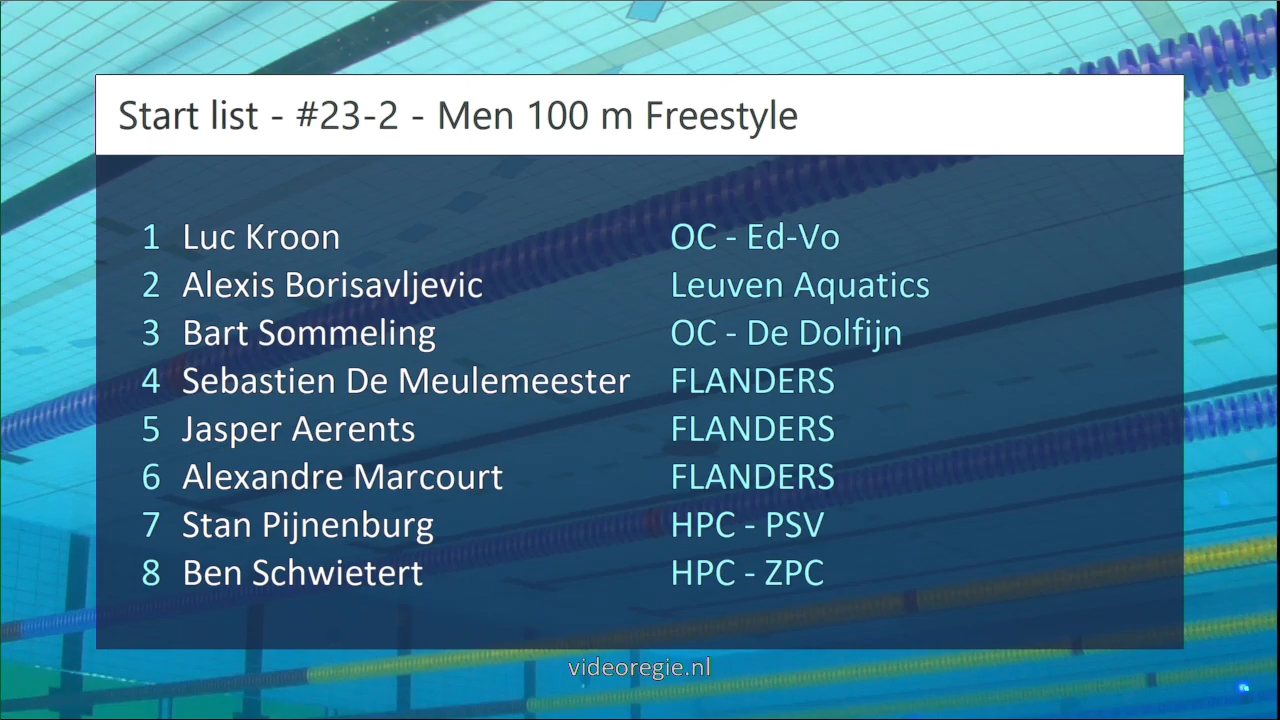 Start list - #23-2 - Men 100 m Freestyle
1 Luc Kroon OC - Ed-Vo
2 Alexis Borisavljevic Leuven Aquatics
3 Bart Sommeling OC - De Dolfijn
4 Sebastien De Meulemeester FLANDERS
5 Jasper Aerents FLANDERS
6 Alexandre Marcourt FLANDERS
7 Stan Pijnenburg HPC - PSV
8 Ben Schwietert HPC - ZPC
videoregie.nl